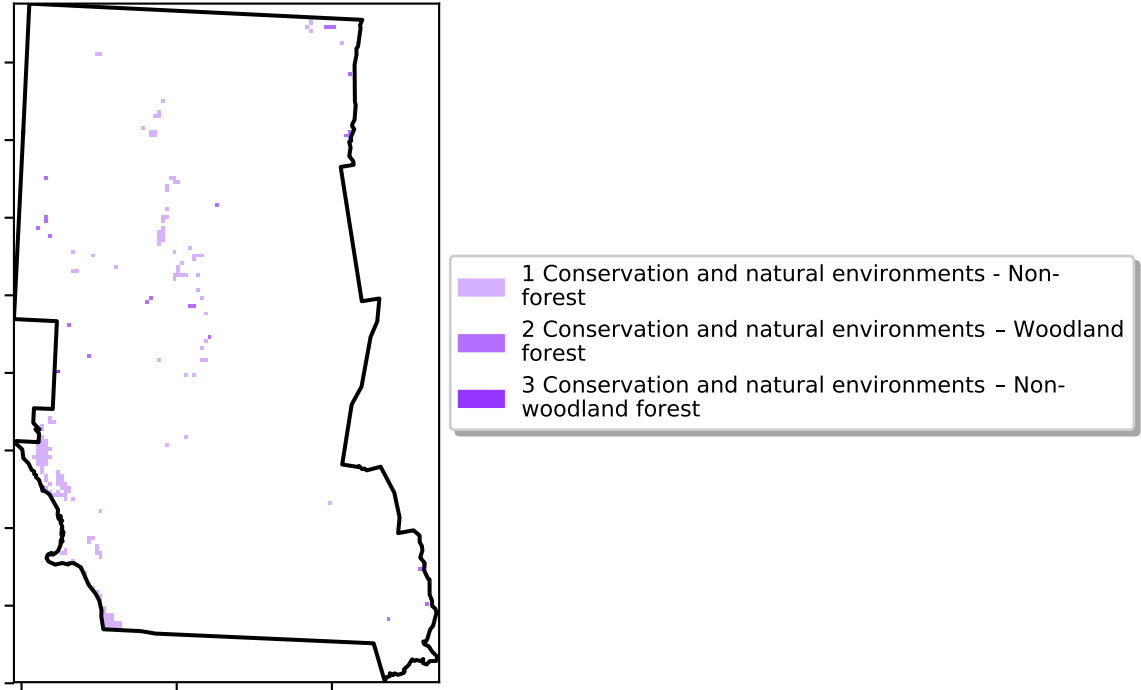 1 Conservation and natural environments - Non-
forest
2 Conservation and natural environments – Woodland
forest
3 Conservation and natural environments – Non-
woodland forest